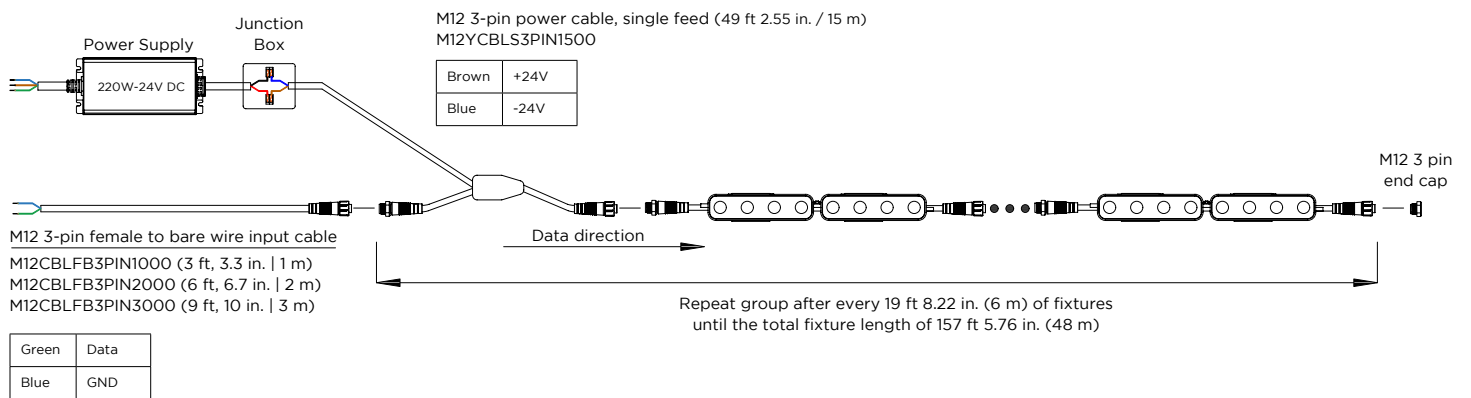 Power Supply
Junction
Box
220W-24V DC
M12 3-pin power cable, single feed (49 ft 2.55 in. / 15 m)
M12YCBLS3PIN1500
Brown +24V
Blue -24V
M12 3 pin
end cap
M12 3-pin female to bare wire input cable
M12CBLFB3PIN1000 (3 ft, 3.3 in. | 1 m)
M12CBLFB3PIN2000 (6 ft, 6.7 in. | 2 m)
M12CBLFB3PIN3000 (9 ft, 10 in. | 3 m)
Data direction
Repeat group after every 19 ft 8.22 in. (6 m) of fixtures
until the total fixture length of 157 ft 5.76 in. (48 m)
Green Data
Blue GND